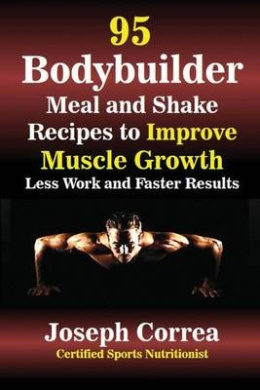 95
Bodybuilder
Meal and Shake
Recipes to Improve
Muscle Growth
Less Work and Faster Results
Joseph Correa
Certified Sports Nutritionist